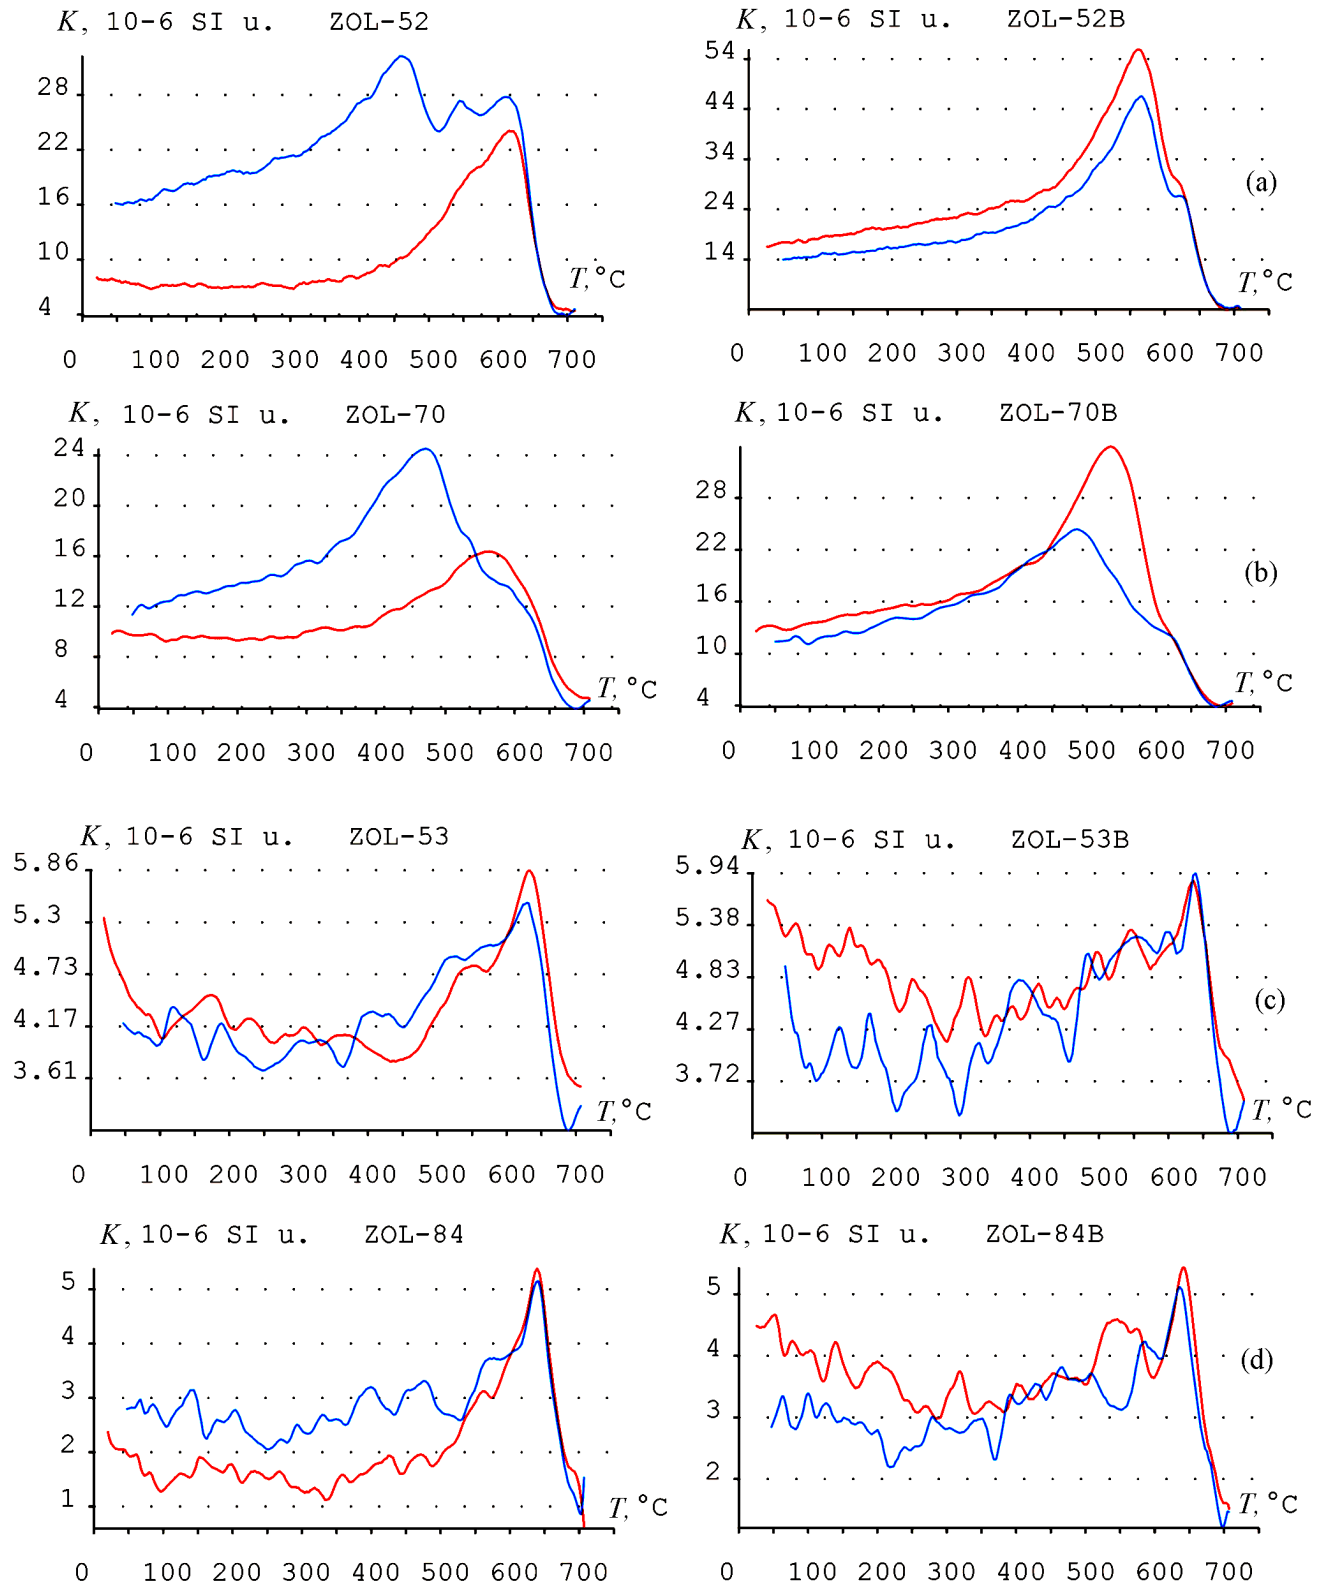 K, 10-6 SI u. ZOL-52
28
22
16
10
4
T,°C
0 100 200 300 400 500 600 700
K, 10-6 SI u. ZOL-52B
54
44
34
24
14
(a)
T,°C
0 100 200 300 400 500 600 700
K, 10-6 SI u. ZOL-70
24
20
16
12
8
4
T,°C
0 100 200 300 400 500 600 700
K, 10-6 SI u. ZOL-70B
28
22
16
10
4
(b)
T,°C
0 100 200 300 400 500 600 700
K, 10-6 SI u. ZOL-53
5.86
5.3
4.73
4.17
3.61
T,°C
0 100 200 300 400 500 600 700
K, 10-6 SI u. ZOL-53B
5.94
5.38
4.83
4.27
3.72
(c)
T,°C
0 100 200 300 400 500 600 700
K, 10-6 SI u. ZOL-84
5
4
3
2
1
T,°C
0 100 200 300 400 500 600 700
K, 10-6 SI u. ZOL-84B
5
4
3
2
(d)
T,°C
0 100 200 300 400 500 600 700